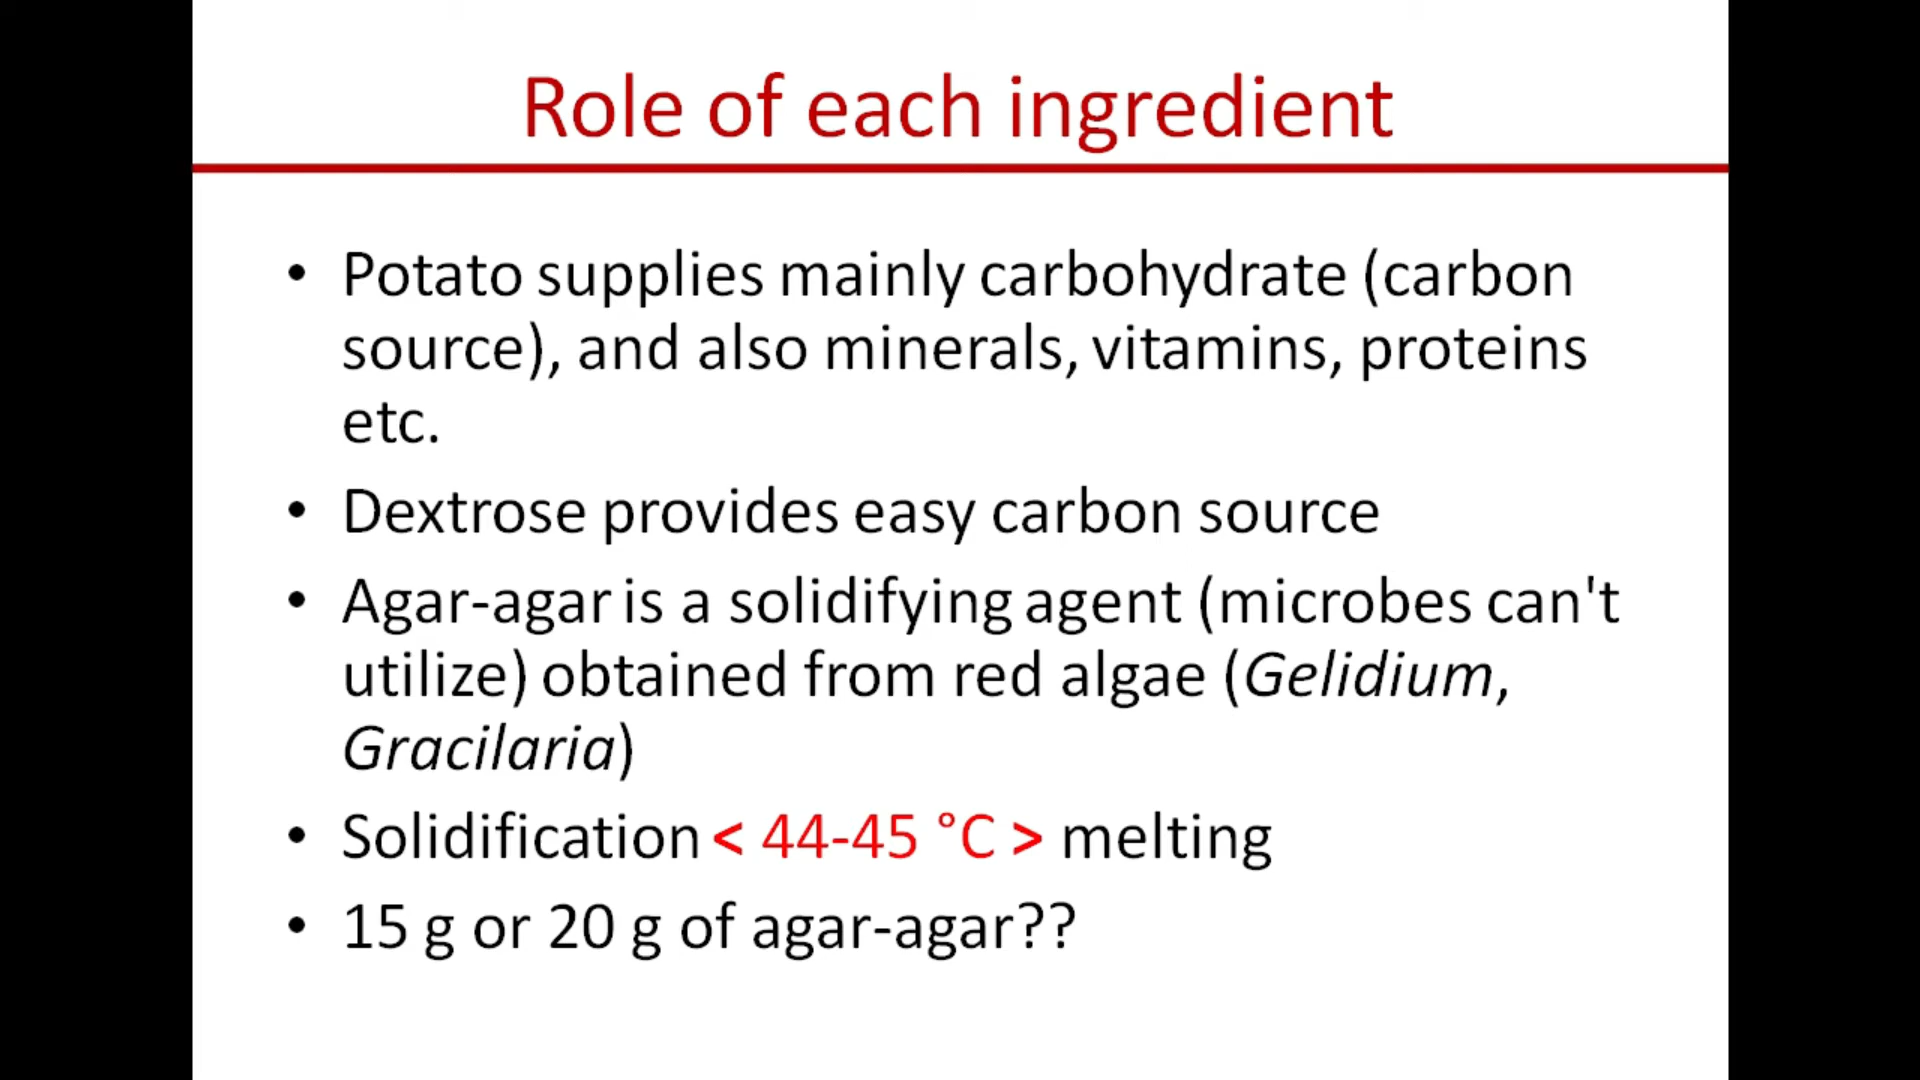 Role of each ingredient
• Potato supplies mainly carbohydrate (carbon
source), and also minerals, vitamins, proteins
etc.
• Dextrose provides easy carbon source
• Agar-agar is a solidifying agent (microbes can't
utilize) obtained from red algae (Gelidium,
Gracilaria)
• Solidification < 44-45 °C > melting
• 15 g or 20 g of agar-agar??